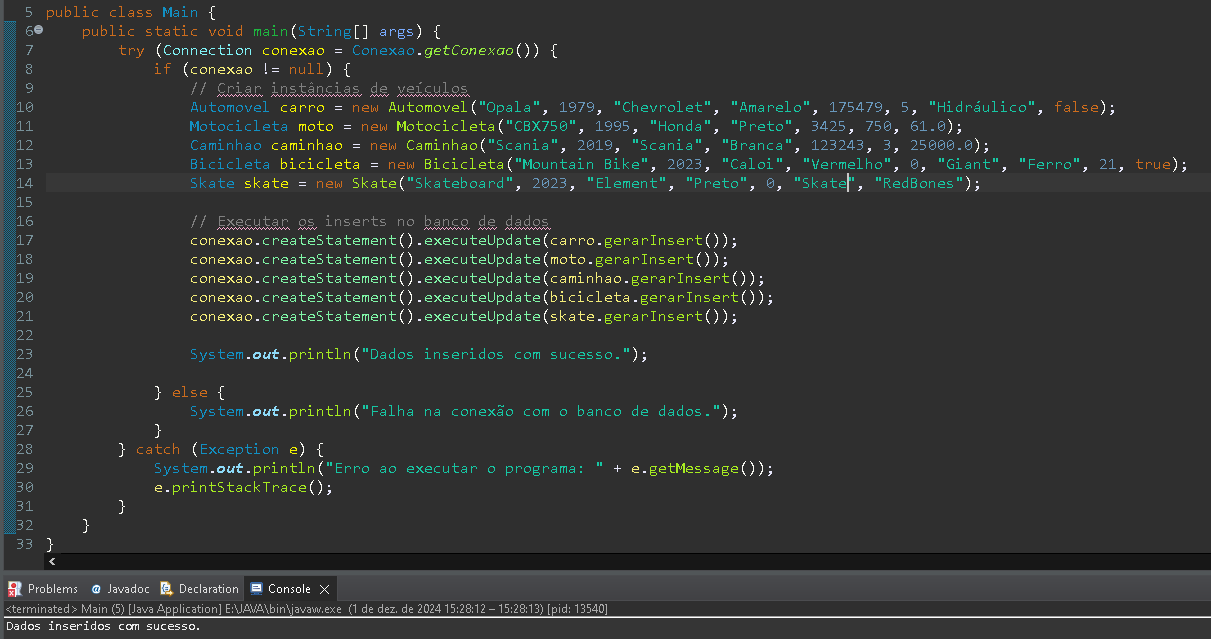 5 public class Main {
6 public static void main(String[] args) {
7 try (Connection conexao = Conexao.getConexao()) {
8 if (conexao != null) {
9 // Criar instâncias de veículos
10 Automovel carro = new Automovel("Opala", 1979, "Chevrolet", "Amarelo", 175479, 5, "Hidráulico", false);
11 Motocicleta moto = new Motocicleta("CBX750", 1995, "Honda", "Preto", 3425, 750, 61.0);
12 Caminhao caminhao = new Caminhao("Scania", 2019, "Scania", "Branca", 123243, 3, 25000.0);
13 Bicicleta bicicleta = new Bicicleta("Mountain Bike", 2023, "Caloi", "Vermelho", 0, "Giant", "Ferro", 21, true);
14 Skate skate = new Skate("Skateboard", 2023, "Element", "Preto", 0, "Skate", "RedBones");
15
16 // Executar os inserts no banco de dados
17 conexao.createStatement().executeUpdate(carro.gerarInsert());
18 conexao.createStatement().executeUpdate(moto.gerarInsert());
19 conexao.createStatement().executeUpdate(caminhao.gerarInsert());
20 conexao.createStatement().executeUpdate(bicicleta.gerarInsert());
21 conexao.createStatement().executeUpdate(skate.gerarInsert());
22
23 System.out.println("Dados inseridos com sucesso.");
24
25 } else {
26 System.out.println("Falha na conexão com o banco de dados.");
27 }
28 } catch (Exception e) {
29 System.out.println("Erro ao executar o programa: " + e.getMessage());
30 e.printStackTrace();
31 }
32 }
33 }
Problems @ Javadoc Declaration Console
<terminated> Main (5) [Java Application] E:\JAVA\bin\javaw.exe (1 de dez. de 2024 15:28:12 – 15:28:13) [pid: 13540]
Dados inseridos com sucesso.